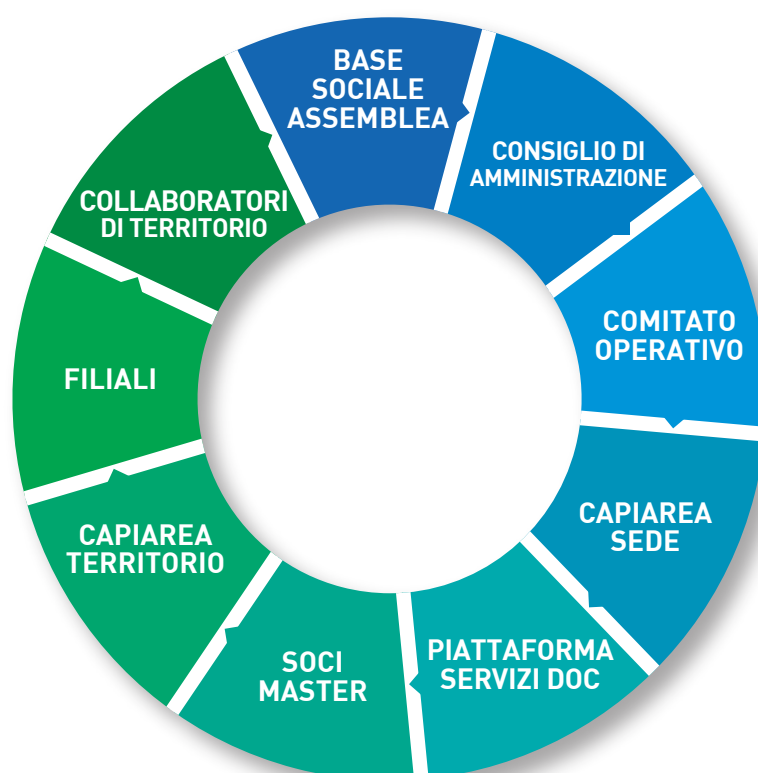 BASE
SOCIALE
ASSEMBLEA
CONSIGLIO DI
AMMINISTRAZIONE
COMITATO
OPERATIVO
CAPIAREA
SEDE
PIATTAFORMA
SERVIZI DOC
SOCI
MASTER
CAPIAREA
TERRITORIO
FILIALI
COLLABORATORI
DI TERRITORIO